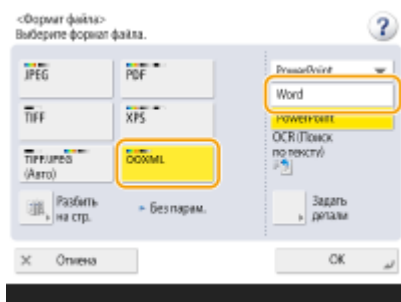 <Формат файла>
Выберите формат файла.
?
JPEG
PDF
PowerPoint
Word
TIFF
XPS
PowerPoint
OCR (Поиск
по тексту)
TIFF/JPEG
(Авто)
OOXML
Разбить
на стр.
Без парам.
Задать
детали
Отмена
OK